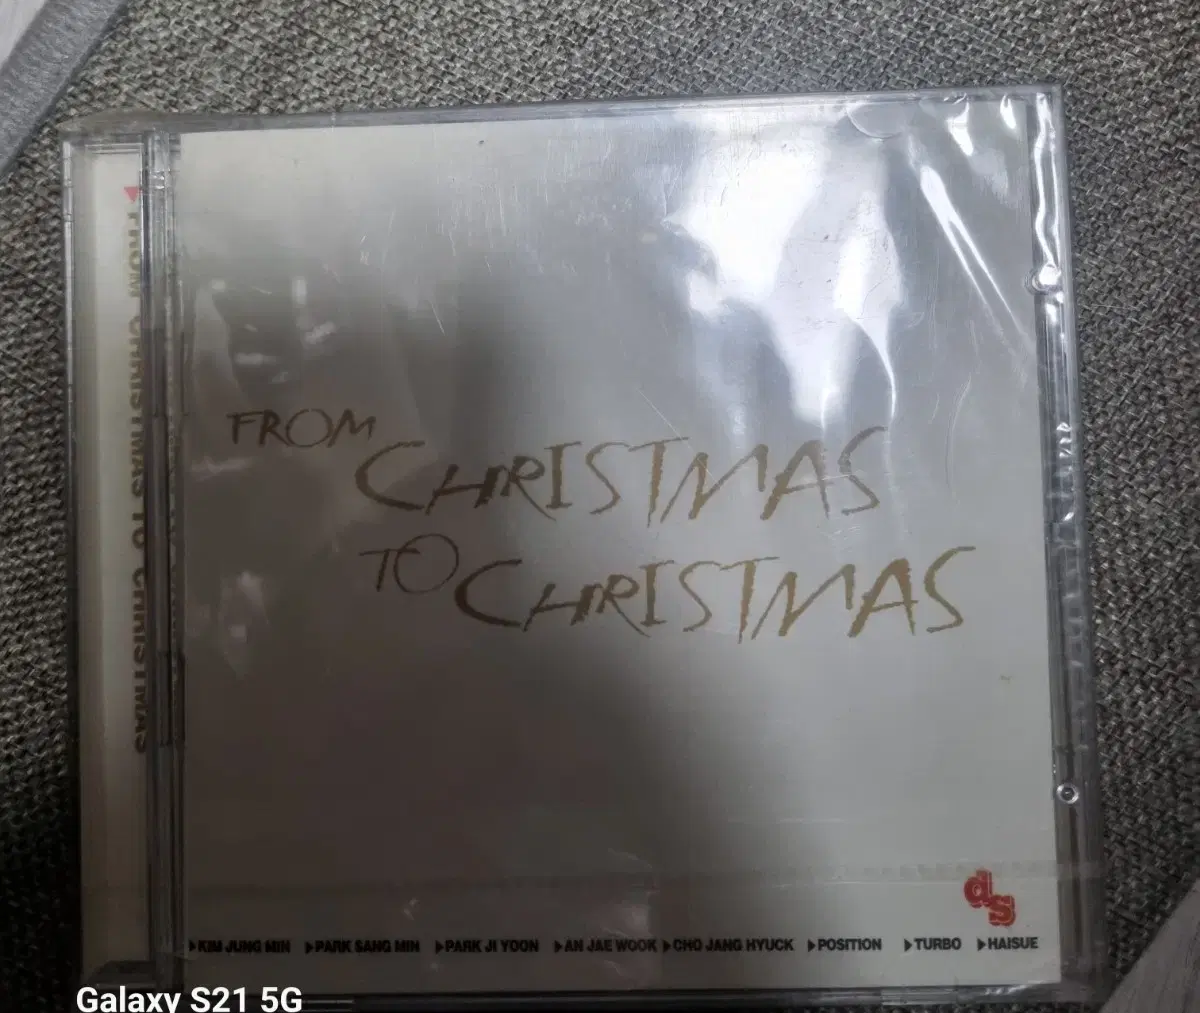 FROM CHRISTMAS TO CHRISTMAS
FROM
CHRISTMAS
TO
CHRISTMAS
ds
KIM JUNG MIN PARK SANG MIN PARK JI YOON AN JAE WOOK CHO JANG HYUCK POSITION TURBO HAISUE
Galaxy S21 5G